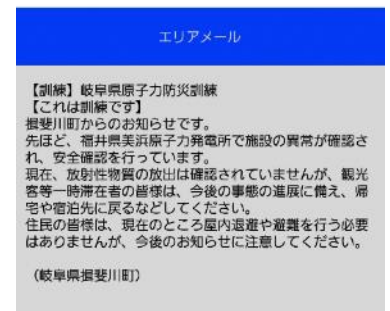 エリアメール
【訓練】岐阜県原子力防災訓練
【これは訓練です】
揖斐川町からのお知らせです。
先ほど、福井県美浜原子力発電所で施設の異常が確認さ
れ、安全確認を行っています。
現在、放射性物質の放出は確認されていませんが、観光
客等一時滞在者の皆様は、今後の事態の進展に備え、帰
宅や宿泊先に戻るなどしてください。
住民の皆様は、現在のところ屋内退避や避難を行う必要
はありませんが、今後のお知らせに注意してください。
（岐阜県揖斐川町）